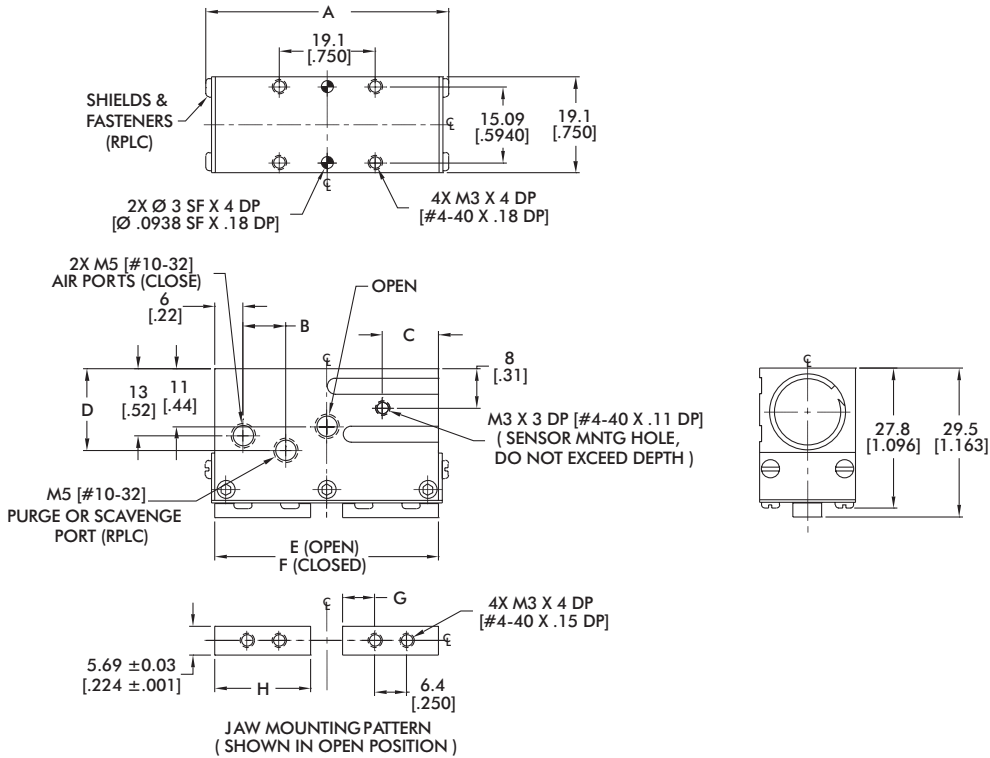 A
19.1
[.750]
SHIELDS &
FASTENERS
(RPLC)
15.09
[.5940]
19.1
[.750]
℄
℄
2X Ø 3 SF X 4 DP
[Ø .0938 SF X .18 DP]
4X M3 X 4 DP
[#4-40 X .18 DP]
2X M5 [#10-32]
AIR PORTS (CLOSE)
6
[.22]
B
OPEN
C
℄
8
[.31]
D
13
[.52]
11
[.44]
M3 X 3 DP [#4-40 X .11 DP]
( SENSOR MNTG HOLE,
DO NOT EXCEED DEPTH )
M5 [#10-32]
PURGE OR SCAVENGE
PORT (RPLC)
E (OPEN)
F (CLOSED)
℄
27.8
[1.096]
29.5
[1.163]
℄
G
4X M3 X 4 DP
[#4-40 X .15 DP]
℄
5.69 ±0.03
[.224 ±.001]
H
6.4
[.250]
JAW MOUNTING PATTERN
( SHOWN IN OPEN POSITION )